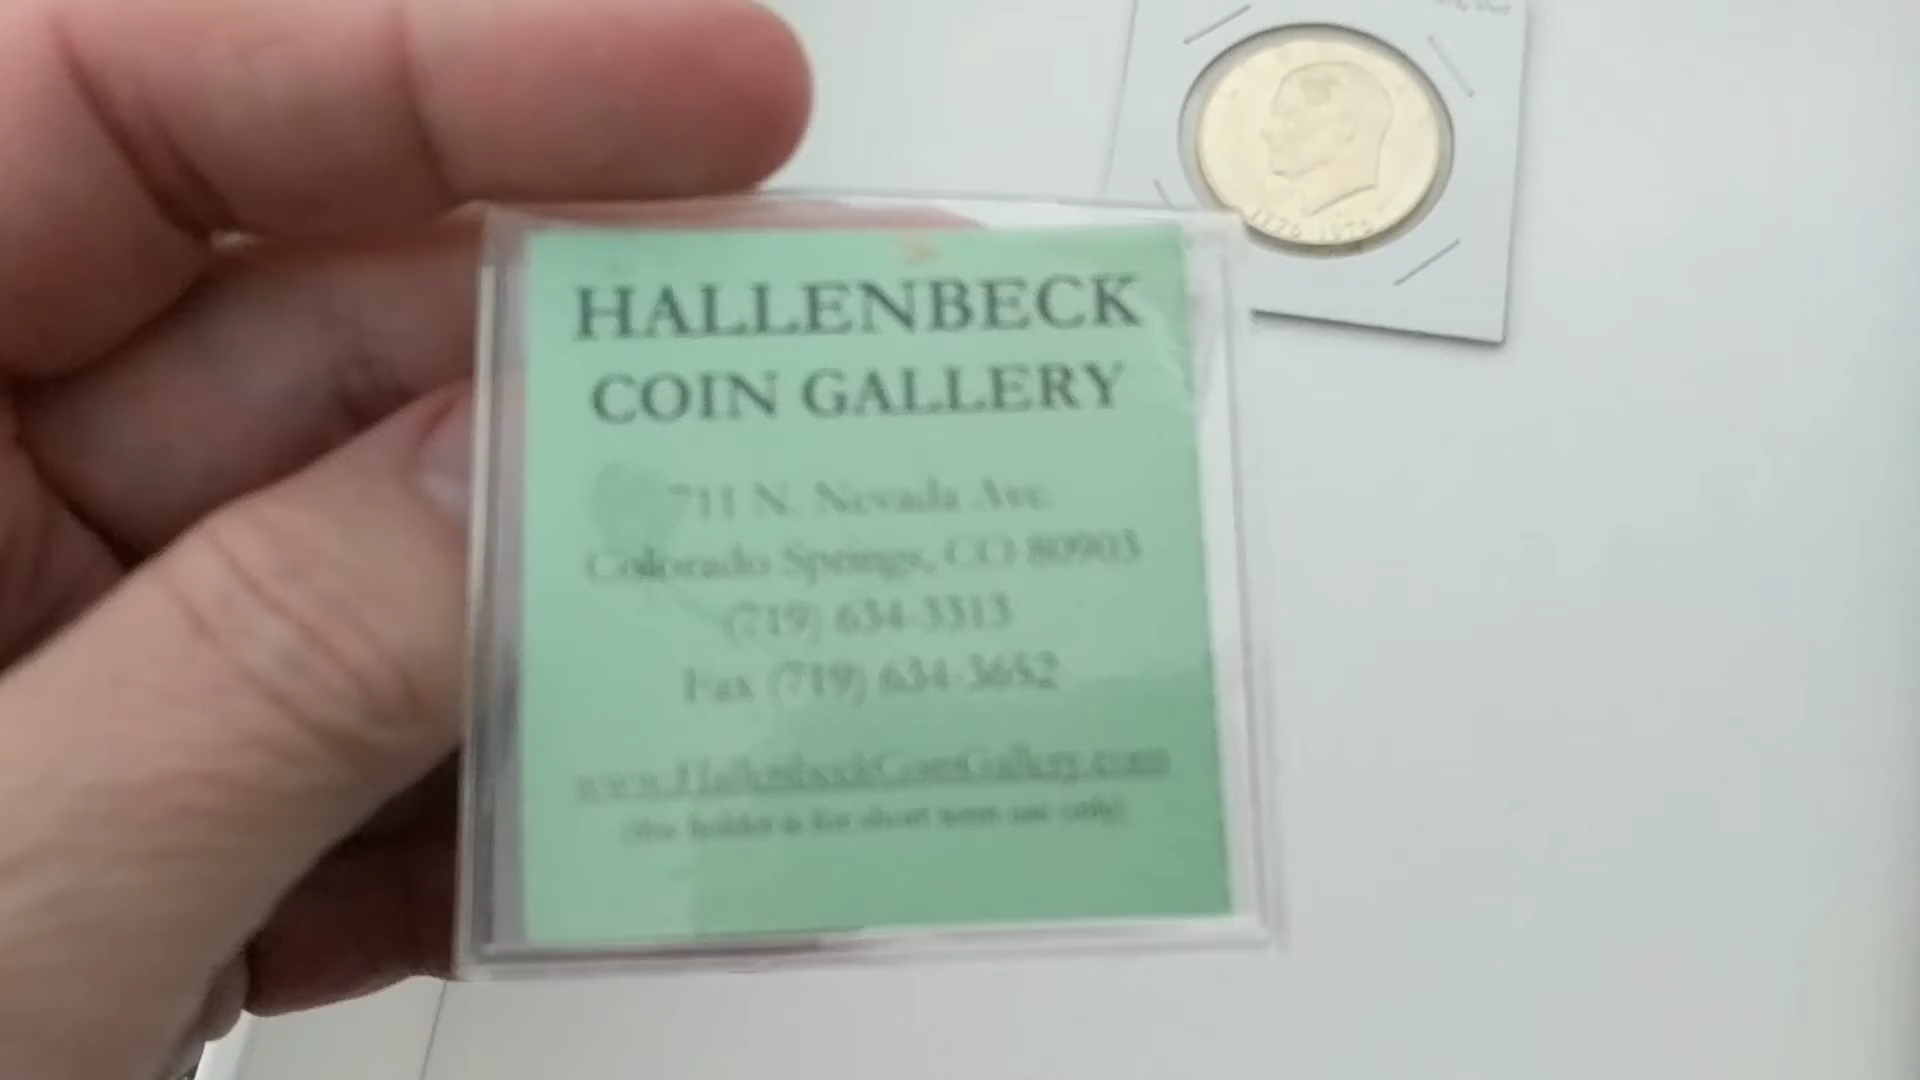 HALLENBECK
COIN GALLERY
711 N. Nevada Ave.
Colorado Springs, CO 80903
(719) 634-3313
Fax (719) 634-3652
www.HallenbeckCoinGallery.com
(this holder is for short term use only)
1776 1976